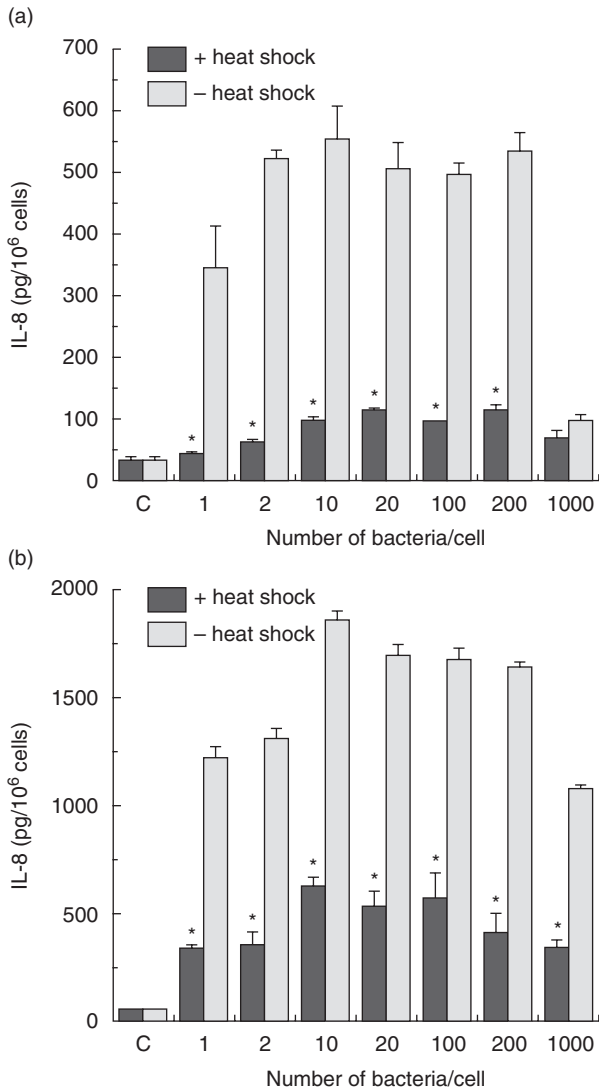 (a)
700
+ heat shock
– heat shock
600
500
400
300
200
100
0
IL-8 (pg/10⁶ cells)
* * * * * *
C 1 2 10 20 100 200 1000
Number of bacteria/cell
(b)
2000
+ heat shock
– heat shock
1500
1000
500
0
IL-8 (pg/10⁶ cells)
* * * * * * *
C 1 2 10 20 100 200 1000
Number of bacteria/cell